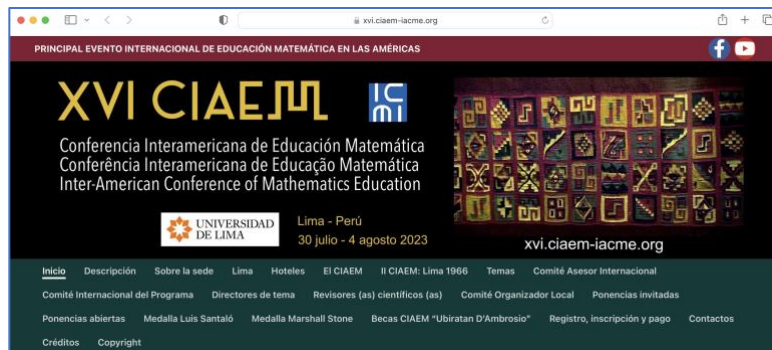 xvi.ciaem-iacme.org
PRINCIPAL EVENTO INTERNACIONAL DE EDUCACIÓN MATEMÁTICA EN LAS AMÉRICAS
XVI CIAEM
ICMI
Conferencia Interamericana de Educación Matemática
Conferência Interamericana de Educação Matemática
Inter-American Conference of Mathematics Education
UNIVERSIDAD
DE LIMA
Lima - Perú
30 julio - 4 agosto 2023
xvi.ciaem-iacme.org
Inicio Descripción Sobre la sede Lima Hoteles El CIAEM II CIAEM: Lima 1966 Temas Comité Asesor Internacional
Comité Internacional del Programa Directores de tema Revisores (as) científicos (as) Comité Organizador Local Ponencias invitadas
Ponencias abiertas Medalla Luis Santaló Medalla Marshall Stone Becas CIAEM "Ubiratan D'Ambrosio" Registro, inscripción y pago Contactos
Créditos Copyright